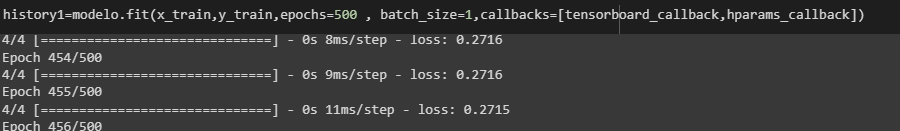 history1=modelo.fit(x_train,y_train,epochs=500 , batch_size=1,callbacks=[tensorboard_callback,hparams_callback])
4/4 [==============================] - 0s 8ms/step - loss: 0.2716
Epoch 454/500
4/4 [==============================] - 0s 9ms/step - loss: 0.2716
Epoch 455/500
4/4 [==============================] - 0s 11ms/step - loss: 0.2715
Epoch 456/500